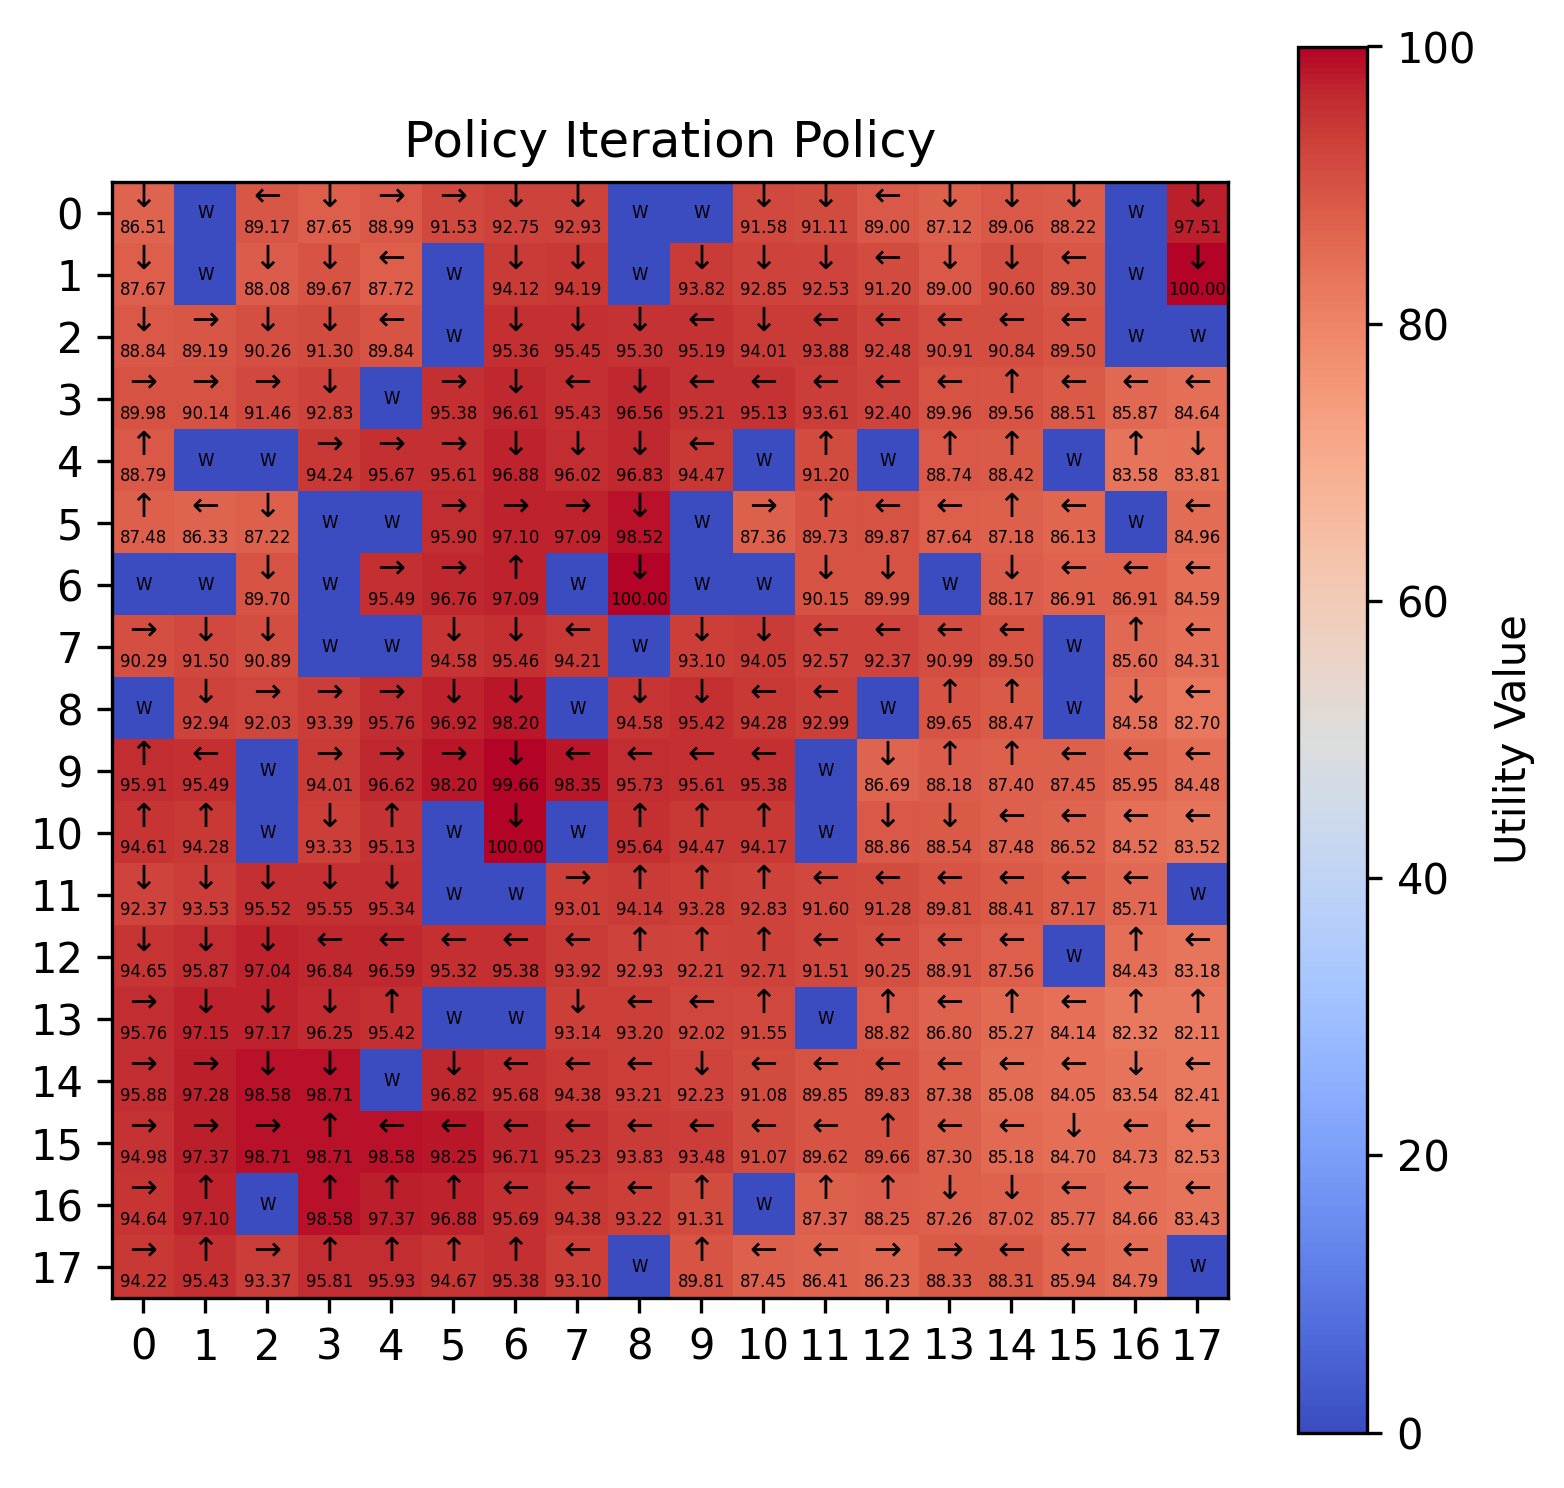 Policy Iteration Policy
0 ↓ W ← ↓ → → ↓ ↓ W W ↓ ↓ ← ↓ ↓ ↓ W ↓
86.51 89.17 87.65 88.99 91.53 92.75 92.93 91.58 91.11 89.00 87.12 89.06 88.22 97.51
1 ↓ W ↓ ↓ ← W ↓ ↓ W ↓ ↓ ↓ ← ↓ ↓ ← W ↓
87.67 88.08 89.67 87.72 94.12 94.19 93.82 92.85 92.53 91.20 89.00 90.60 89.30 100.00
2 ↓ → ↓ ↓ ← W ↓ ↓ ↓ ← ↓ ← ← ← ← ← W W
88.84 89.19 90.26 91.30 89.84 95.36 95.45 95.30 95.19 94.01 93.88 92.48 90.91 90.84 89.50
3 → → → ↓ W → ↓ ← ↓ ← ← ← ← ← ↑ ← ← ←
89.98 90.14 91.46 92.83 95.38 96.61 95.43 96.56 95.21 95.13 93.61 92.40 89.96 89.56 88.51 85.87 84.64
4 ↑ W W → → → ↓ ↓ ↓ ← W ↑ W ↑ ↑ W ↑ ↓
88.79 94.24 95.67 95.61 96.88 96.02 96.83 94.47 91.20 88.74 88.42 83.58 83.81
5 ↑ ← ↓ W W → → → ↓ W → ↑ ← ← ↑ ← W ←
87.48 86.33 87.22 95.90 97.10 97.09 98.52 87.36 89.73 89.87 87.64 87.18 86.13 84.96
6 W W ↓ W → → ↑ W ↓ W W ↓ ↓ W ↓ ← ← ←
89.70 95.49 96.76 97.09 100.00 90.15 89.99 88.17 86.91 86.91 84.59
7 → ↓ ↓ W W ↓ ↓ ← W ↓ ↓ ← ← ← ← W ↑ ←
90.29 91.50 90.89 94.58 95.46 94.21 93.10 94.05 92.57 92.37 90.99 89.50 85.60 84.31
8 W ↓ → → → ↓ ↓ W ↓ ↓ ← ← W ↑ ↑ W ↓ ←
92.94 92.03 93.39 95.76 96.92 98.20 94.58 95.42 94.28 92.99 89.65 88.47 84.58 82.70
9 ↑ ← W → → → ↓ ← ← ← ← W ↓ ↑ ↑ ← ← ←
95.91 95.49 94.01 96.62 98.20 99.66 98.35 95.73 95.61 95.38 86.69 88.18 87.40 87.45 85.95 84.48
10 ↑ ↑ W ↓ ↑ W ↓ W ↑ ↑ ↑ W ↓ ↓ ← ← ← ←
94.61 94.28 93.33 95.13 100.00 95.64 94.47 94.17 88.86 88.54 87.48 86.52 84.52 83.52
11 ↓ ↓ ↓ ↓ ↓ W W → ↑ ↑ ↑ ← ← ← ← ← ← W
92.37 93.53 95.52 95.55 95.34 93.01 94.14 93.28 92.83 91.60 91.28 89.81 88.41 87.17 85.71
12 ↓ ↓ ↓ ← ← ← ← ← ↑ ↑ ↑ ← ← ← ← W ↑ ←
94.65 95.87 97.04 96.84 96.59 95.32 95.38 93.92 92.93 92.21 92.71 91.51 90.25 88.91 87.56 84.43 83.18
13 → ↓ ↓ ↓ ↑ W W ↓ ← ← ↑ W ↑ ← ↑ ← ↑ ↑
95.76 97.15 97.17 96.25 95.42 93.14 93.20 92.02 91.55 88.82 86.80 85.27 84.14 82.32 82.11
14 → → ↓ ↓ W ↓ ← ← ← ↓ ← ← ← ← ← ← ↓ ←
95.88 97.28 98.58 98.71 96.82 95.68 94.38 93.21 92.23 91.08 89.85 89.83 87.38 85.08 84.05 83.54 82.41
15 → → → ↑ ← ← ← ← ← ← ← ← ↑ ← ← ↓ ← ←
94.98 97.37 98.71 98.71 98.58 98.25 96.71 95.23 93.83 93.48 91.07 89.62 89.66 87.30 85.18 84.70 84.73 82.53
16 → ↑ W ↑ ↑ ↑ ← ← ← ↑ W ↑ ↑ ↓ ↓ ← ← ←
94.64 97.10 98.58 97.37 96.88 95.69 94.38 93.22 91.31 87.37 88.25 87.26 87.02 85.77 84.66 83.43
17 → ↑ → ↑ ↑ ↑ ↑ ← W ↑ ← ← → → ← ← ← W
94.22 95.43 93.37 95.81 95.93 94.67 95.38 93.10 89.81 87.45 86.41 86.23 88.33 88.31 85.94 84.79
0 1 2 3 4 5 6 7 8 9 10 11 12 13 14 15 16 17
100
80
60
40
20
0
Utility Value